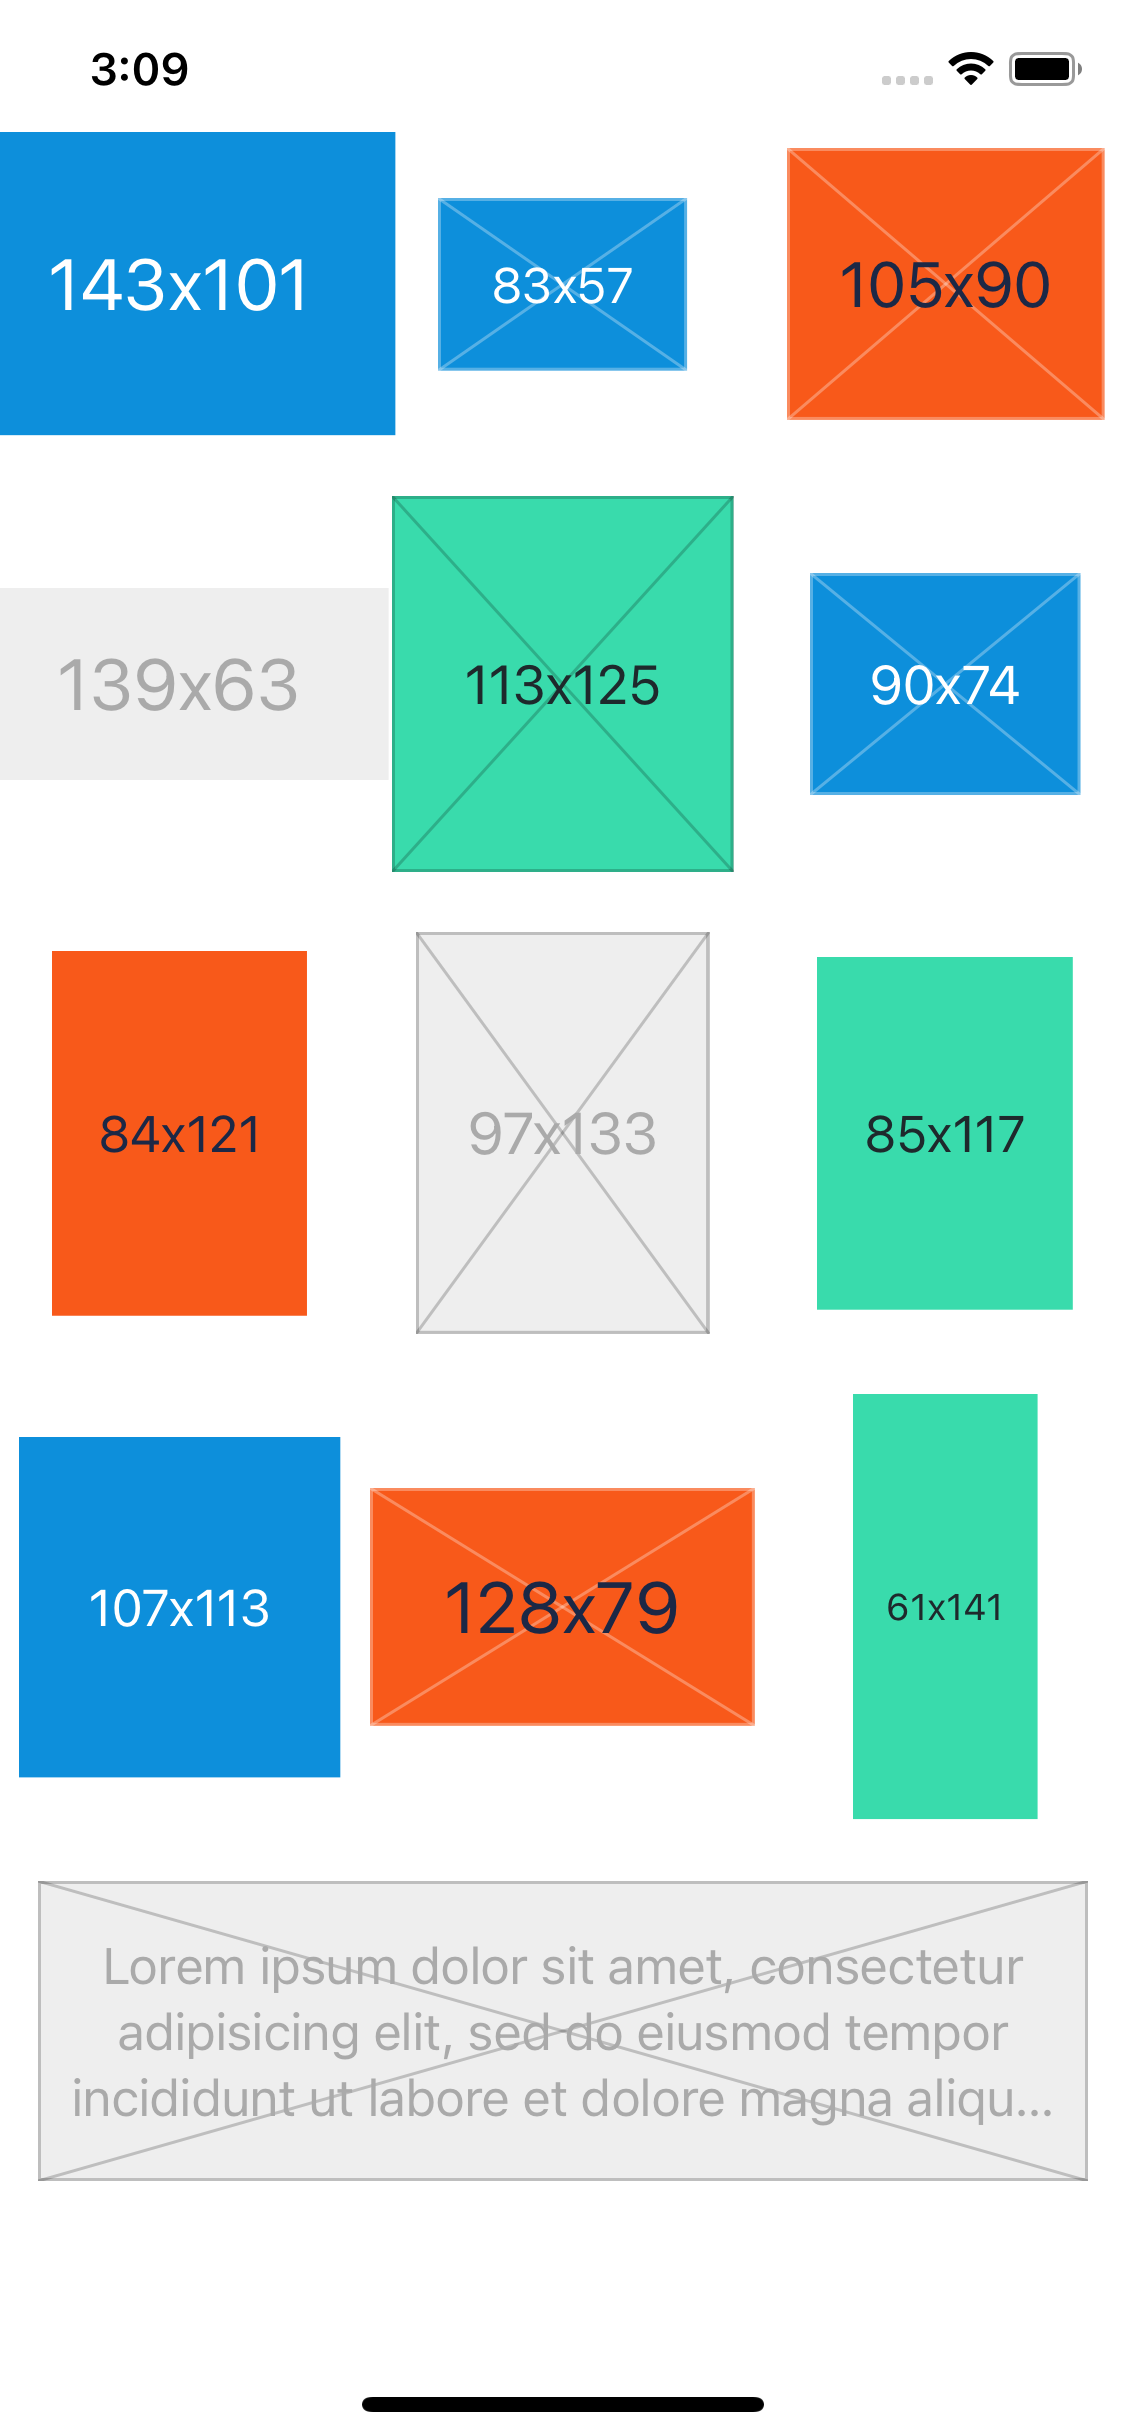 3:09
143x101
83x57
105x90
139x63
113x125
90x74
84x121
97x133
85x117
107x113
128x79
61x141
Lorem ipsum dolor sit amet, consectetur
adipisicing elit, sed do eiusmod tempor
incididunt ut labore et dolore magna aliqu...